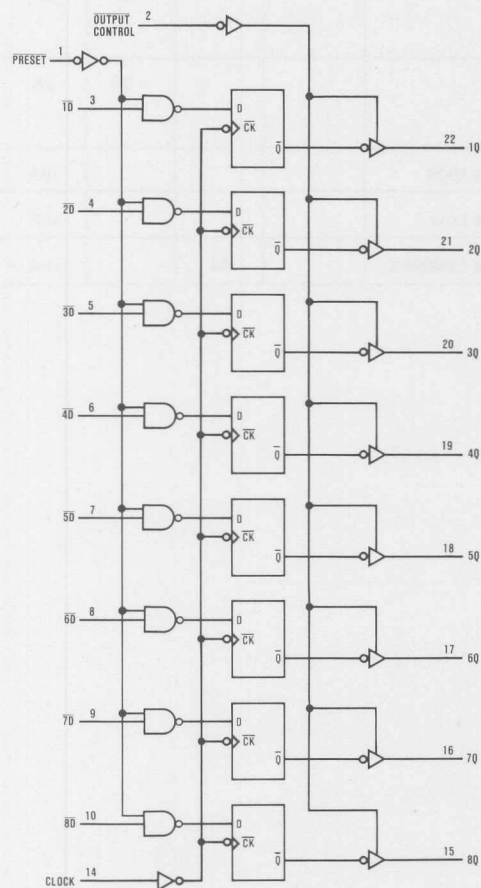 OUTPUT 2
CONTROL
PRESET 1
1D 3 D CK Q 22 1Q
2D 4 D CK Q 21 2Q
3D 5 D CK Q 20 3Q
4D 6 D CK Q 19 4Q
5D 7 D CK Q 18 5Q
6D 8 D CK Q 17 6Q
7D 9 D CK Q 16 7Q
8D 10 D CK Q 15 8Q
CLOCK 14